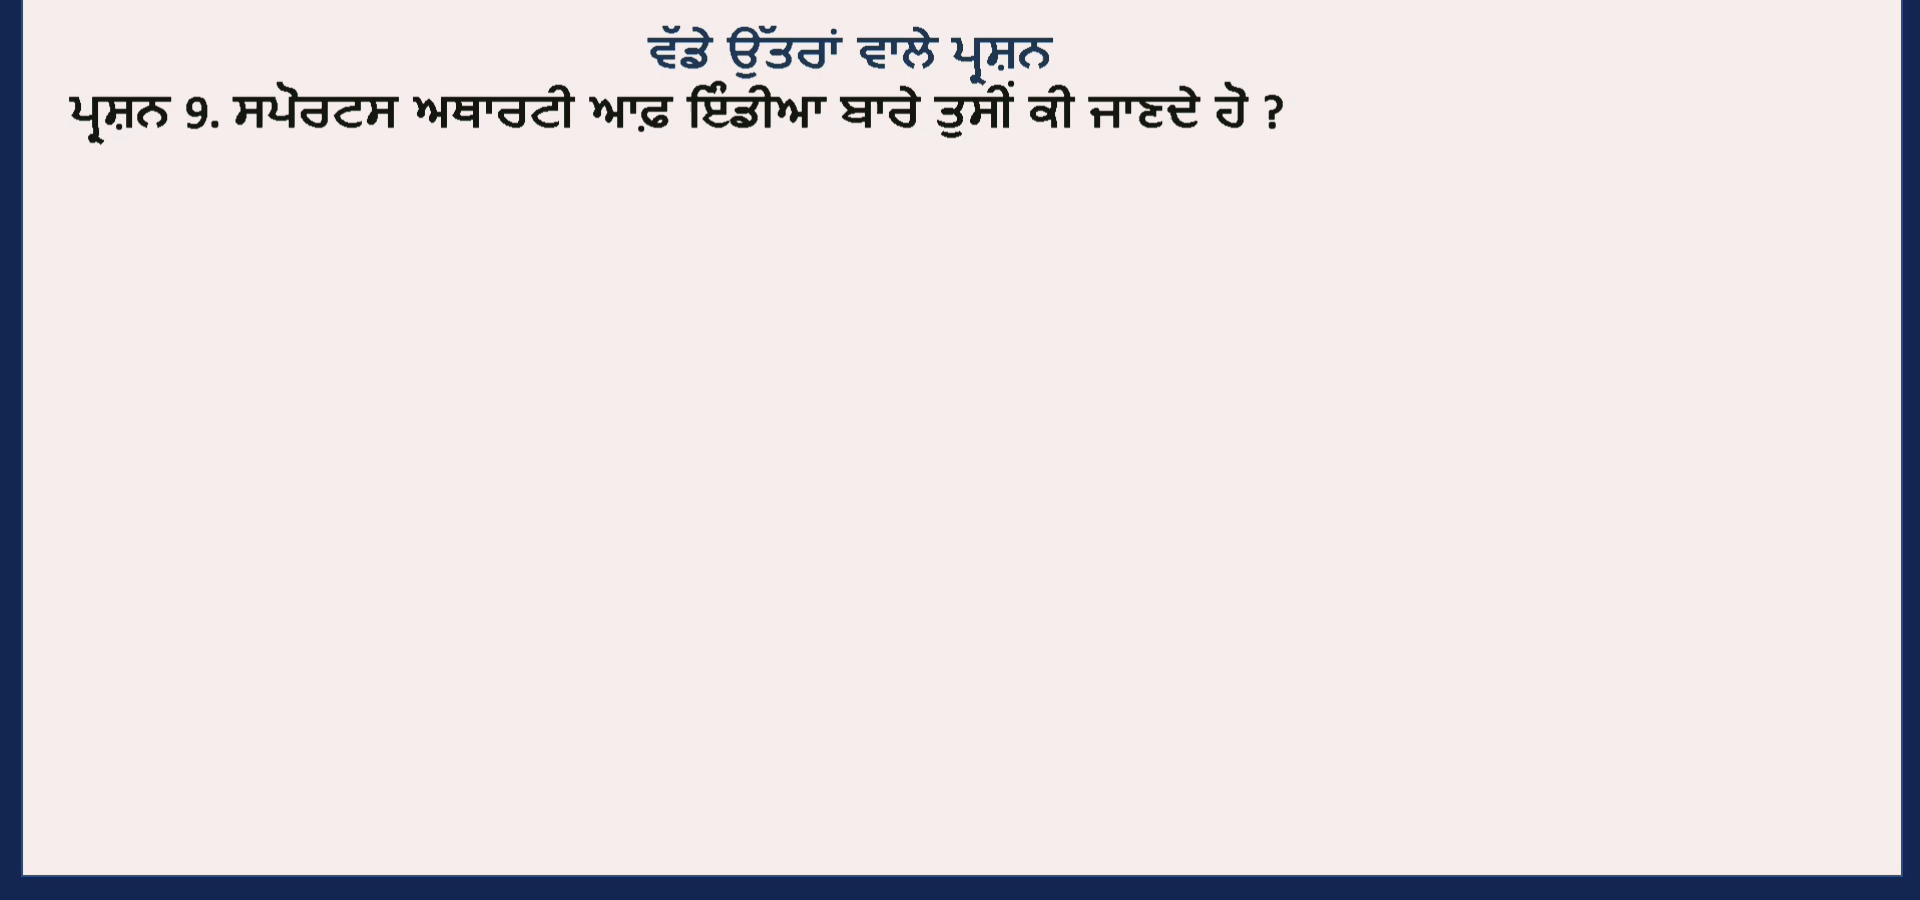 ਵੱਡੇ ਉੱਤਰਾਂ ਵਾਲੇ ਪ੍ਰਸ਼ਨ
ਪ੍ਰਸ਼ਨ 9. ਸਪੋਰਟਸ ਅਥਾਰਟੀ ਆਫ਼ ਇੰਡੀਆ ਬਾਰੇ ਤੁਸੀਂ ਕੀ ਜਾਣਦੇ ਹੋ ?